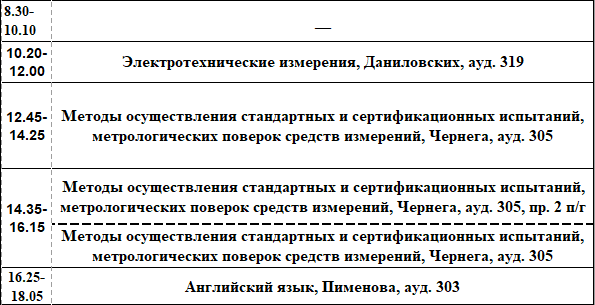 8.30-
10.10
—
10.20-
12.00
Электротехнические измерения, Даниловских, ауд. 319
12.45-
14.25
Методы осуществления стандартных и сертификационных испытаний,
метрологических поверок средств измерений, Чернега, ауд. 305
14.35-
16.15
Методы осуществления стандартных и сертификационных испытаний,
метрологических поверок средств измерений, Чернега, ауд. 305, пр. 2 п/г
Методы осуществления стандартных и сертификационных испытаний,
метрологических поверок средств измерений, Чернега, ауд. 305
16.25-
18.05
Английский язык, Пименова, ауд. 303